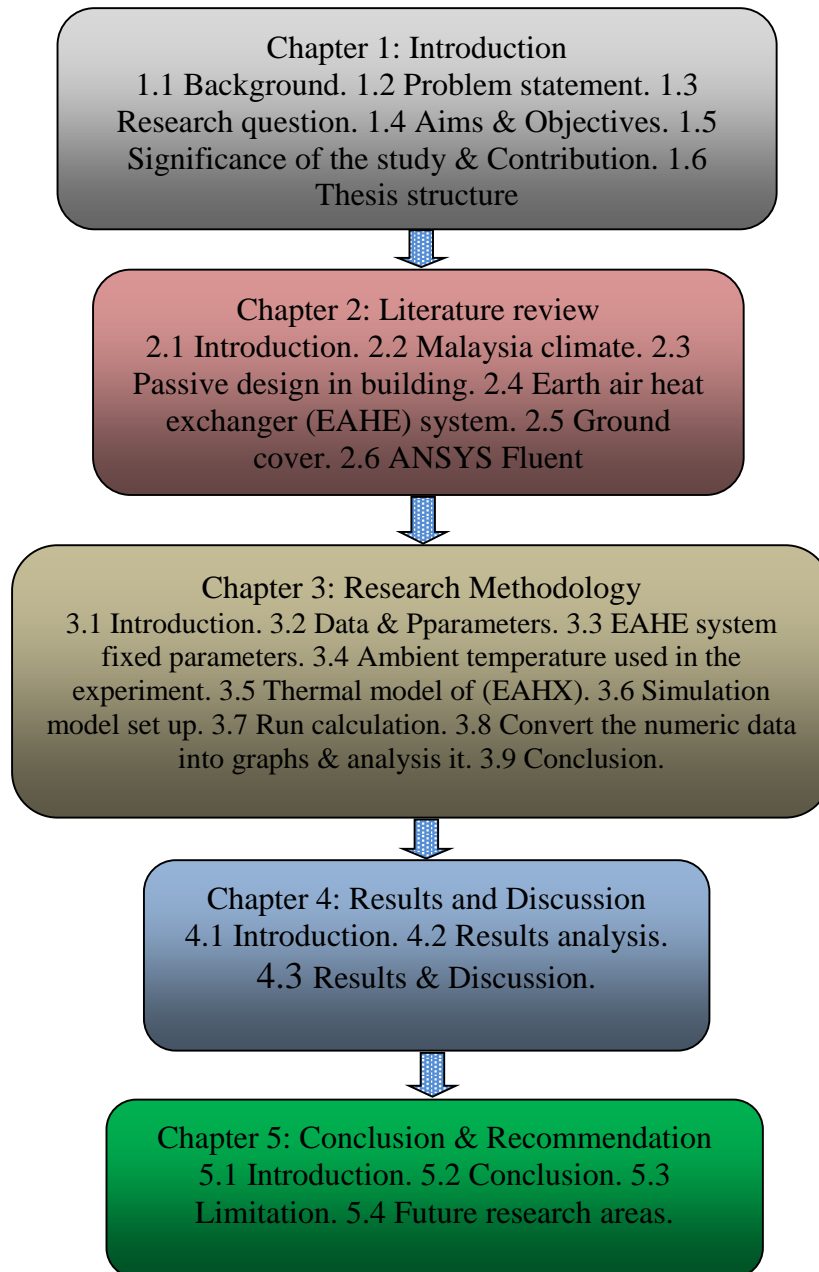 Chapter 1: Introduction
1.1 Background. 1.2 Problem statement. 1.3
Research question. 1.4 Aims & Objectives. 1.5
Significance of the study & Contribution. 1.6
Thesis structure
Chapter 2: Literature review
2.1 Introduction. 2.2 Malaysia climate. 2.3
Passive design in building. 2.4 Earth air heat
exchanger (EAHE) system. 2.5 Ground
cover. 2.6 ANSYS Fluent
Chapter 3: Research Methodology
3.1 Introduction. 3.2 Data & Pparameters. 3.3 EAHE system
fixed parameters. 3.4 Ambient temperature used in the
experiment. 3.5 Thermal model of (EAHX). 3.6 Simulation
model set up. 3.7 Run calculation. 3.8 Convert the numeric data
into graphs & analysis it. 3.9 Conclusion.
Chapter 4: Results and Discussion
4.1 Introduction. 4.2 Results analysis.
4.3 Results & Discussion.
Chapter 5: Conclusion & Recommendation
5.1 Introduction. 5.2 Conclusion. 5.3
Limitation. 5.4 Future research areas.